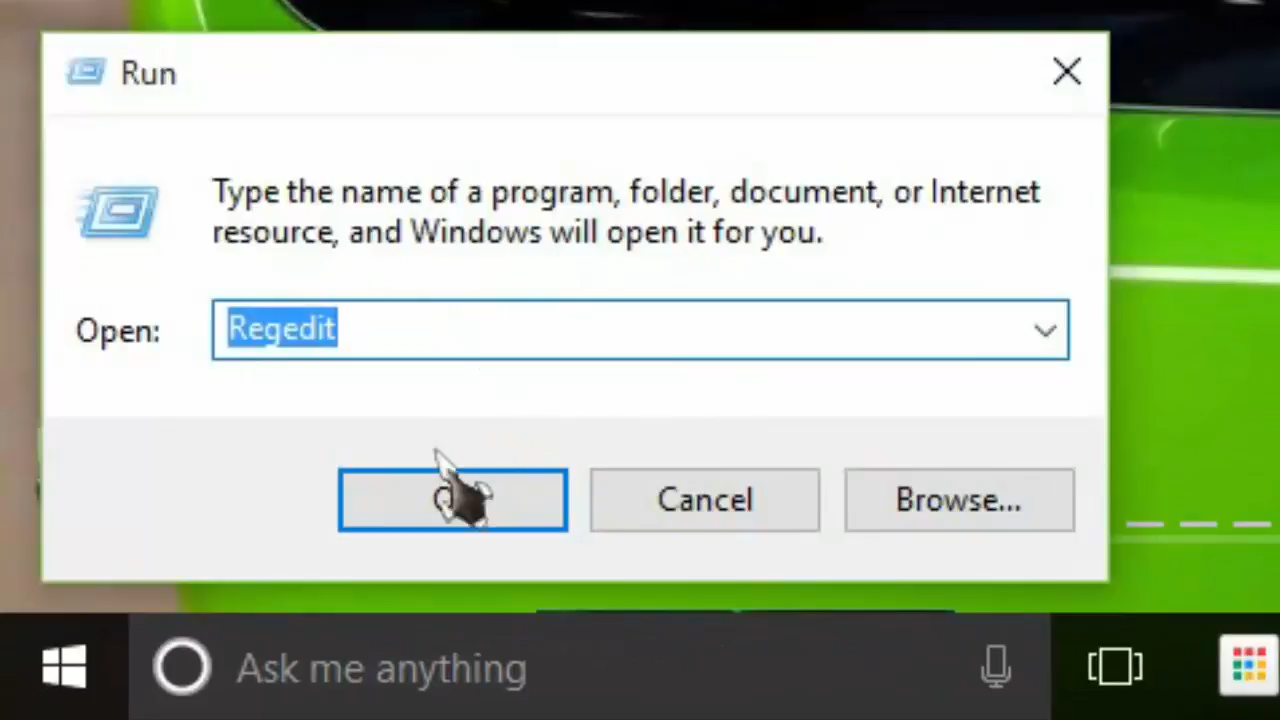 Run
Type the name of a program, folder, document, or Internet
resource, and Windows will open it for you.
Open:
Regedit
Cancel
Browse...
Ask me anything